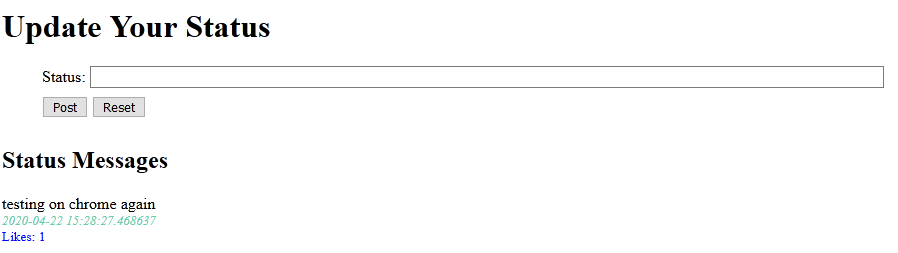 Update Your Status
Status:
Post Reset
Status Messages
testing on chrome again
2020-04-22 15:28:27.468637
Likes: 1